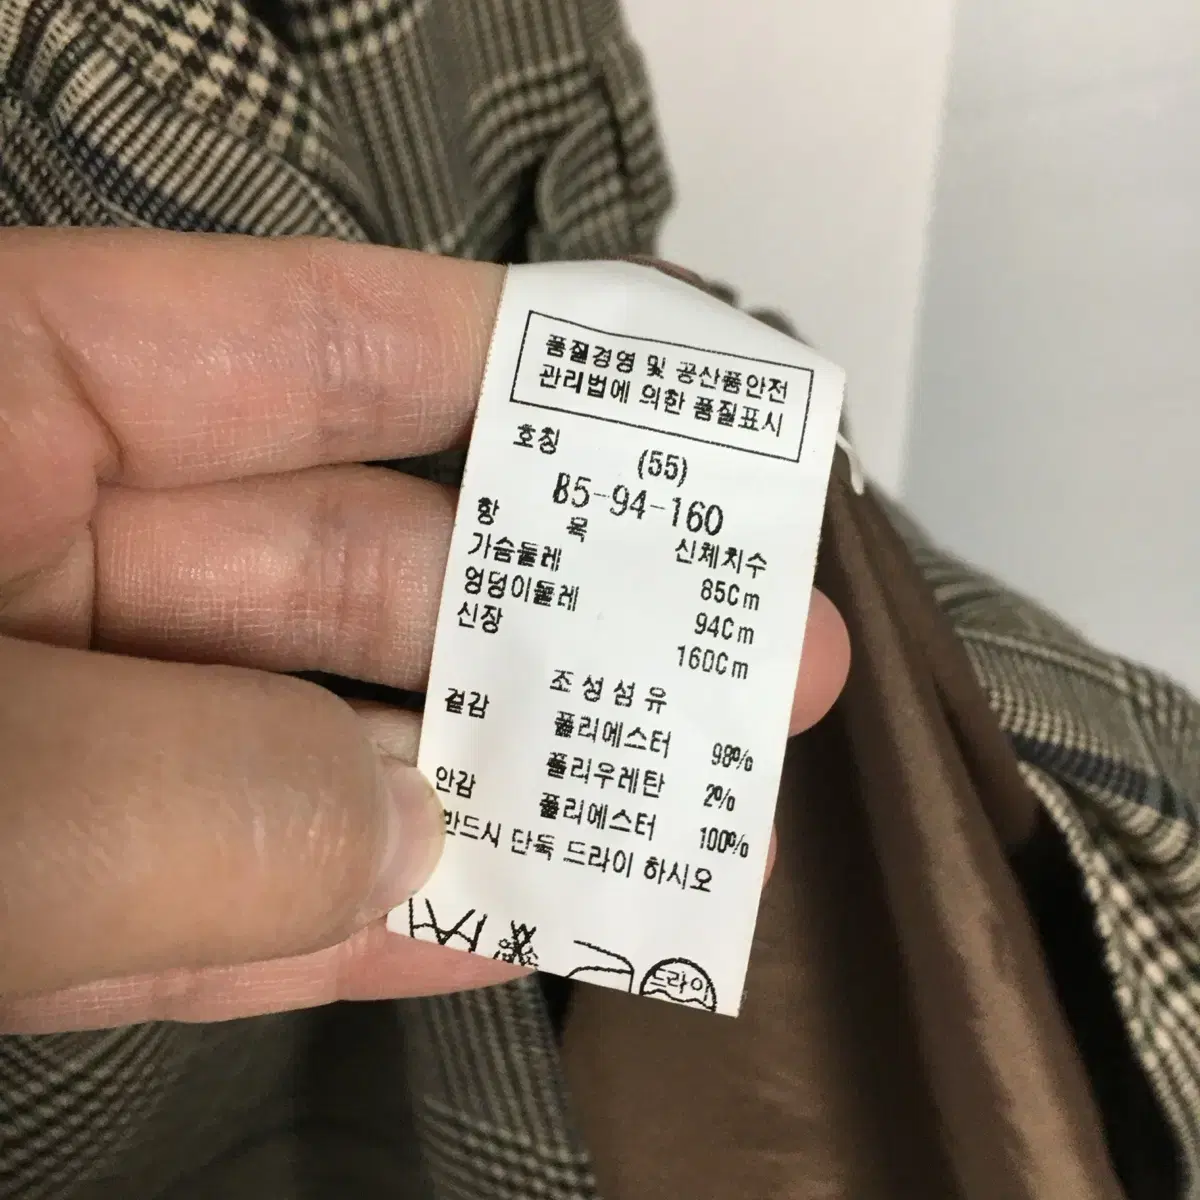 품질경영 및 공산품안전
관리법에 의한 품질표시
호칭 (55)
85-94-160
항 목 신체치수
가슴둘레 85Cm
엉덩이둘레 94Cm
신장 160Cm
조성섬유
겉감 폴리에스터 98%
폴리우레탄 2%
안감 폴리에스터 100%
반드시 단독 드라이 하시오
드라이